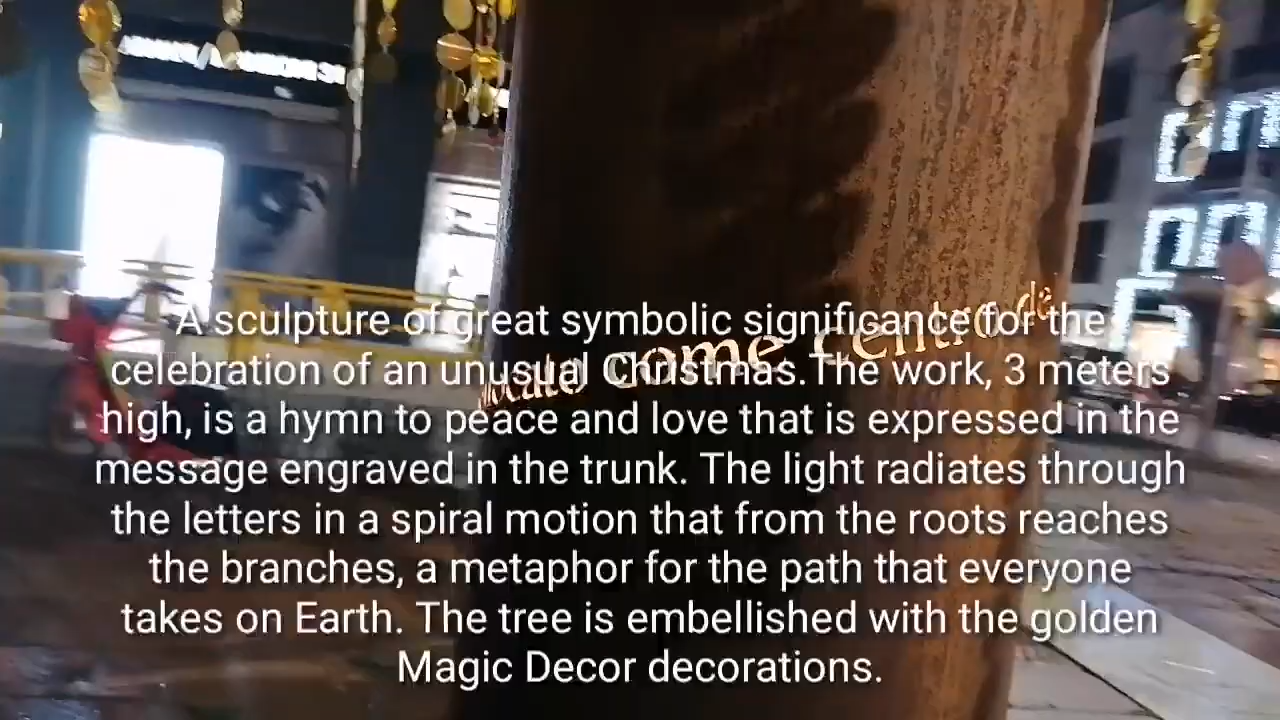 A sculpture of great symbolic significance for the
celebration of an unusual Christmas.The work, 3 meters
high, is a hymn to peace and love that is expressed in the
message engraved in the trunk. The light radiates through
the letters in a spiral motion that from the roots reaches
the branches, a metaphor for the path that everyone
takes on Earth. The tree is embellished with the golden
Magic Decor decorations.
come centro da